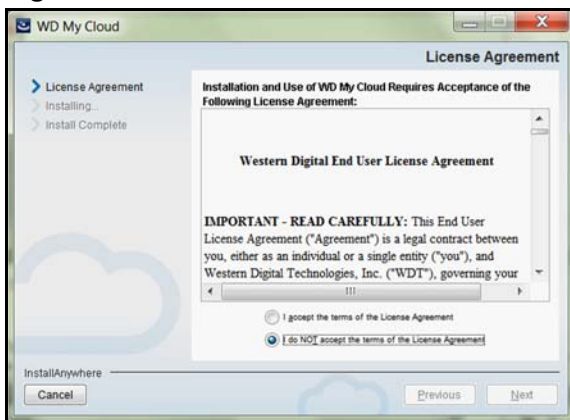 WD My Cloud
License Agreement
License Agreement
Installing...
Install Complete
Installation and Use of WD My Cloud Requires Acceptance of the
Following License Agreement:
Western Digital End User License Agreement
IMPORTANT - READ CAREFULLY: This End User
License Agreement ("Agreement") is a legal contract between
you, either as an individual or a single entity ("you"), and
Western Digital Technologies, Inc. ("WDT"), governing your
I accept the terms of the License Agreement
I do NOT accept the terms of the License Agreement
InstallAnywhere
Cancel
Previous
Next